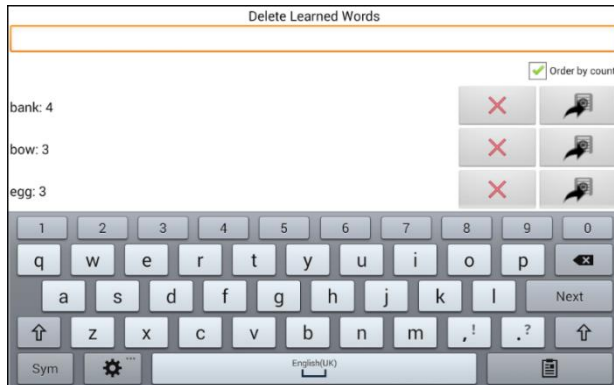 Delete Learned Words
Order by count
bank: 4
bow: 3
egg: 3
1 2 3 4 5 6 7 8 9 0
q w e r t y u i o p
a s d f g h j k l Next
z x c v b n m , ! . ?
Sym ... English(UK)